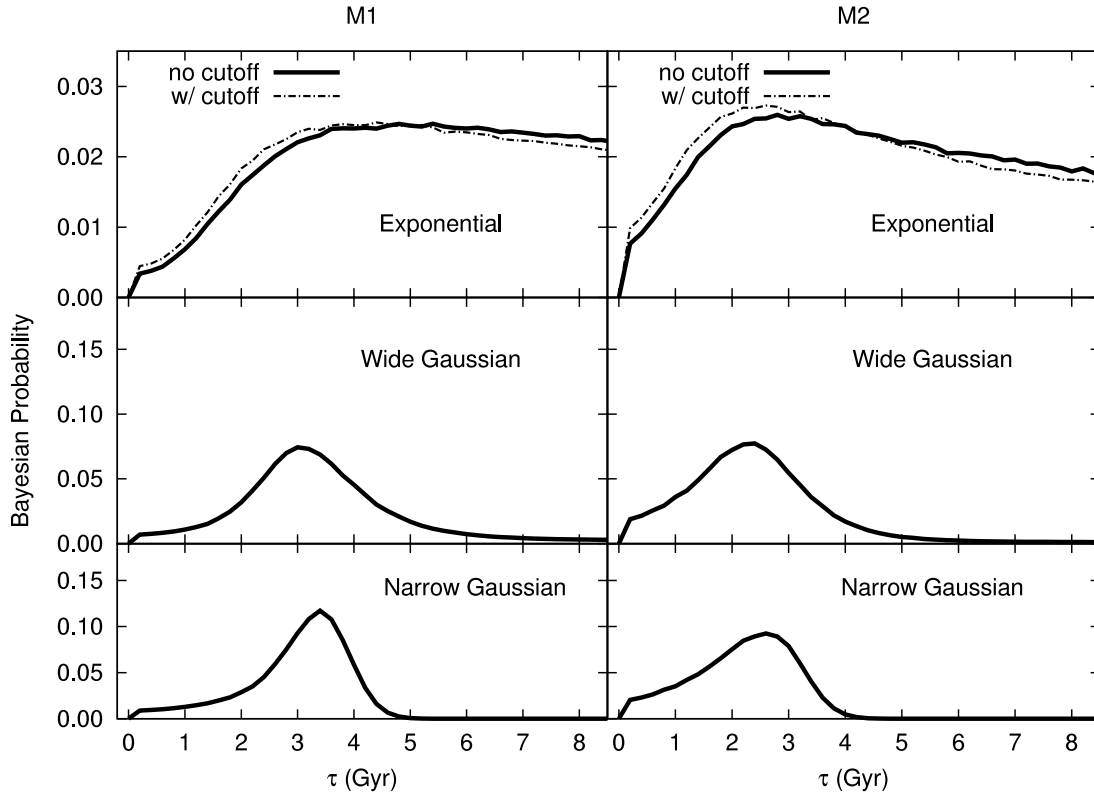 M1 M2
no cutoff
w/ cutoff
no cutoff
w/ cutoff
0.03
0.02
0.01
0.00
Exponential Exponential
Bayesian Probability
0.15
0.10
0.05
0.00
Wide Gaussian Wide Gaussian
0.15
0.10
0.05
0.00
Narrow Gaussian Narrow Gaussian
0 1 2 3 4 5 6 7 8 0 1 2 3 4 5 6 7 8
τ (Gyr) τ (Gyr)